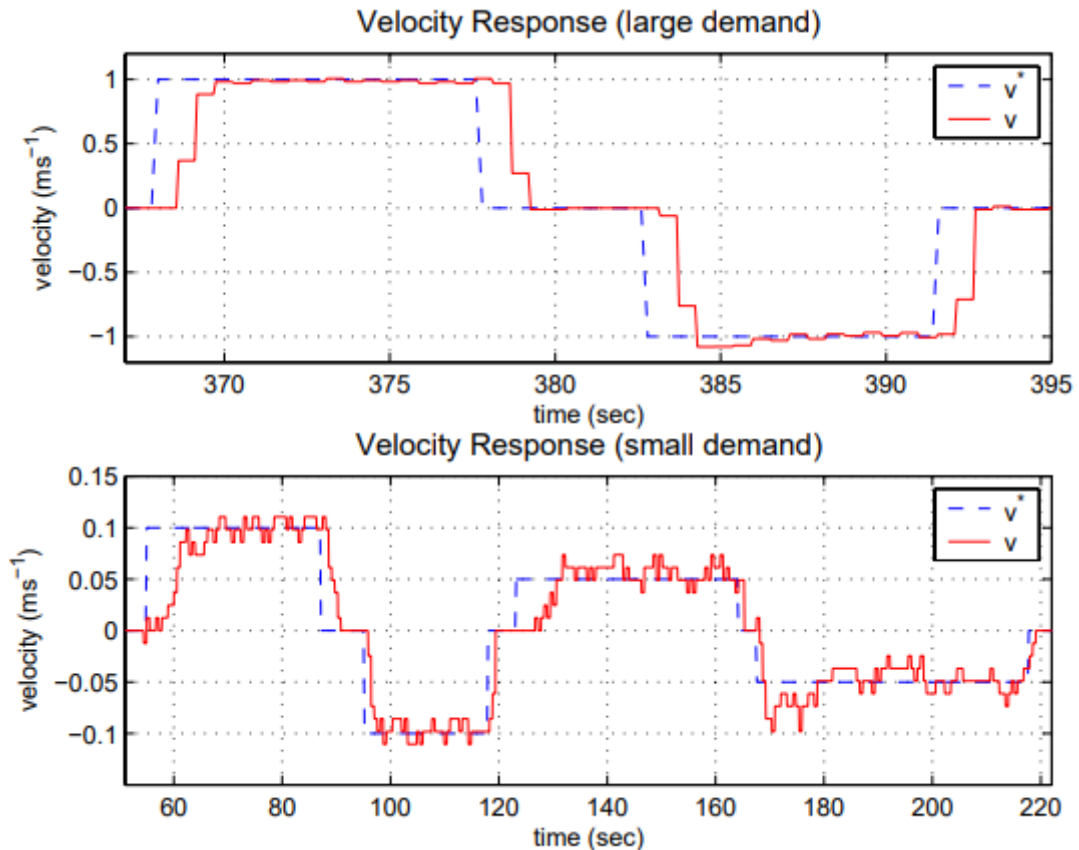 Velocity Response (large demand)
velocity (ms⁻¹)
1
0.5
0
−0.5
−1
v*
v
370 375 380 385 390 395
time (sec)
Velocity Response (small demand)
velocity (ms⁻¹)
0.15
0.1
0.05
0
−0.05
−0.1
v*
v
60 80 100 120 140 160 180 200 220
time (sec)